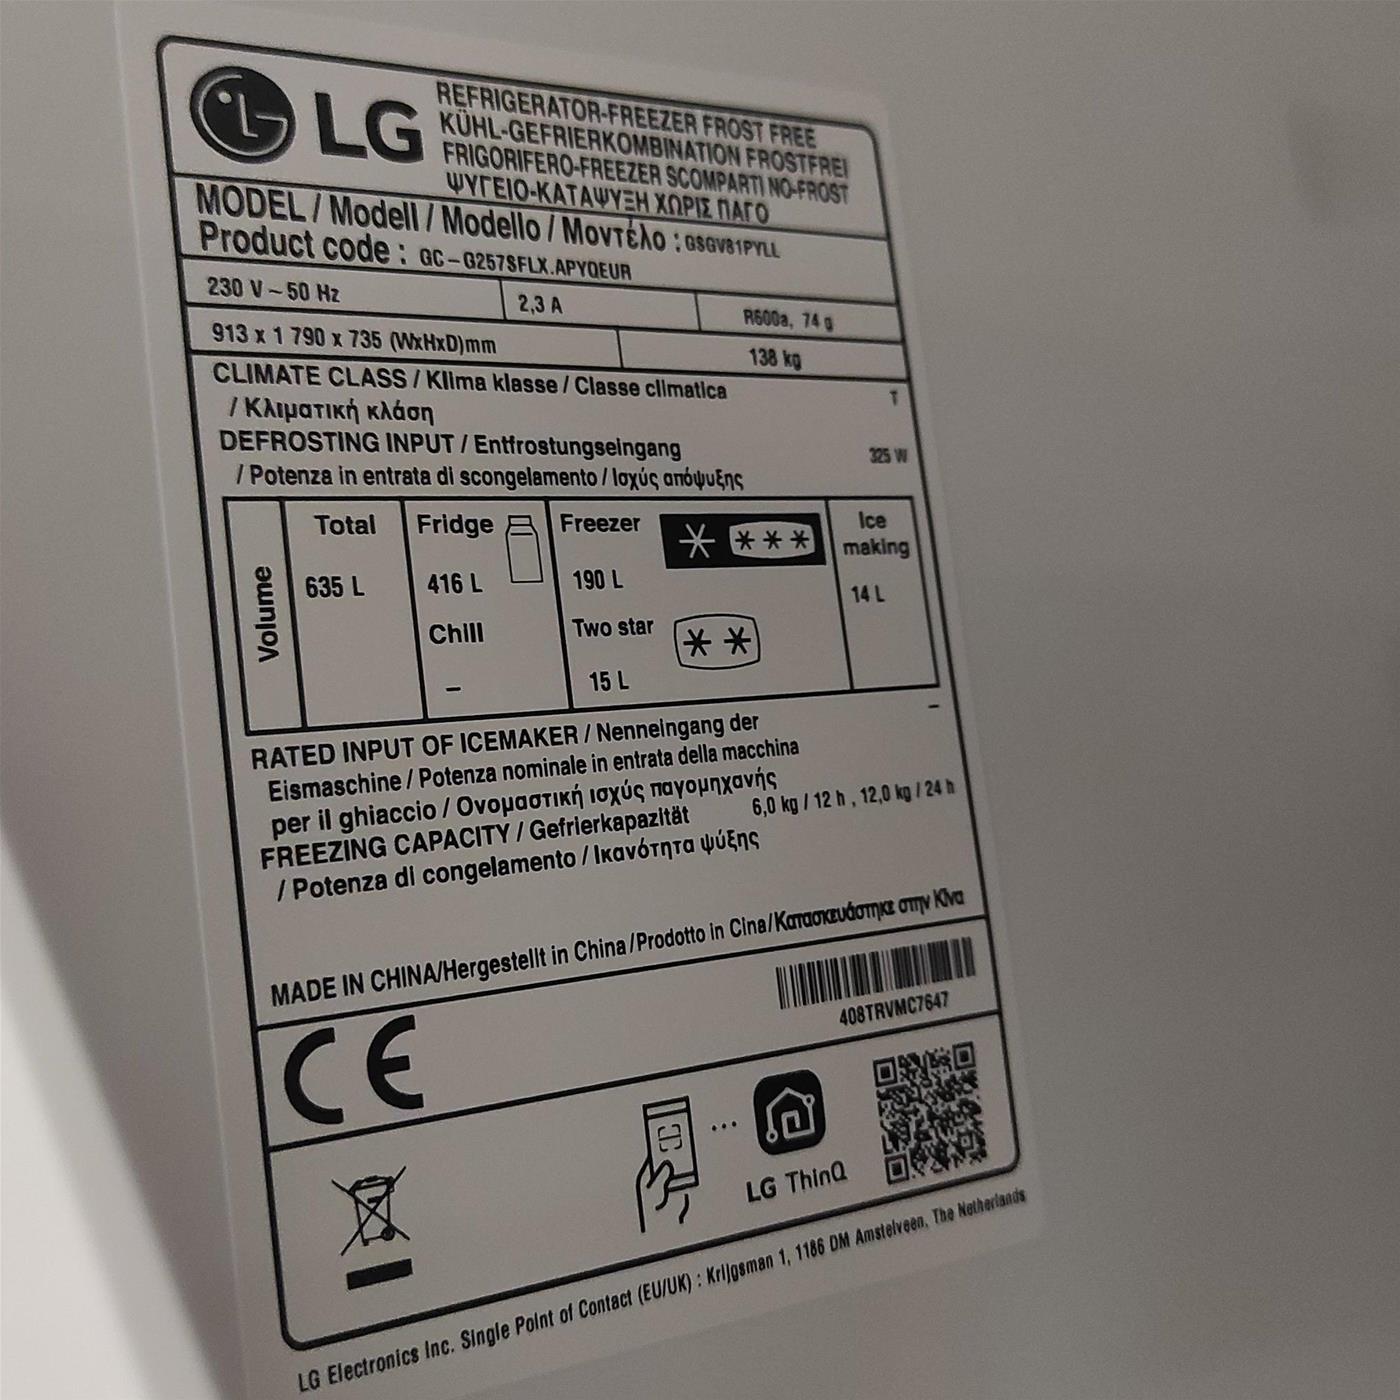 LG
REFRIGERATOR-FREEZER FROST FREE
KÜHL-GEFRIERKOMBINATION FROSTFREI
FRIGORIFERO-FREEZER SCOMPARTI NO-FROST
ΨΥΓΕΙΟ-ΚΑΤΑΨΥΞΗ ΧΩΡΙΣ ΠΑΓΟ
MODEL / Modell / Modello / Μοντέλο : GSGV81PYLL
Product code : GC-G257SFLX.APYQEUR
230 V ~ 50 Hz 2,3 A R600a, 74 g
913 x 1 790 x 735 (WxHxD)mm 138 kg
CLIMATE CLASS / Klima klasse / Classe climatica T
/ Κλιματική κλάση
DEFROSTING INPUT / Entfrostungseingang 325 W
/ Potenza in entrata di scongelamento / Ισχύς απόψυξης
Volume
Total
635 L
Fridge
416 L
Chill
–
Freezer
190 L
Two star
15 L
Ice
making
14 L
RATED INPUT OF ICEMAKER / Nenneingang der –
Eismaschine / Potenza nominale in entrata della macchina
per il ghiaccio / Ονομαστική ισχύς παγομηχανής
FREEZING CAPACITY / Gefrierkapazität 6,0 kg / 12 h , 12,0 kg / 24 h
/ Potenza di congelamento / Ικανότητα ψύξης
MADE IN CHINA/Hergestellt in China/Prodotto in Cina/Κατασκευάστηκε στην Κίνα
408TRVMC7647
CE
LG ThinQ
LG Electronics Inc. Single Point of Contact (EU/UK) : Krijgsman 1, 1186 DM Amstelveen, The Netherlands